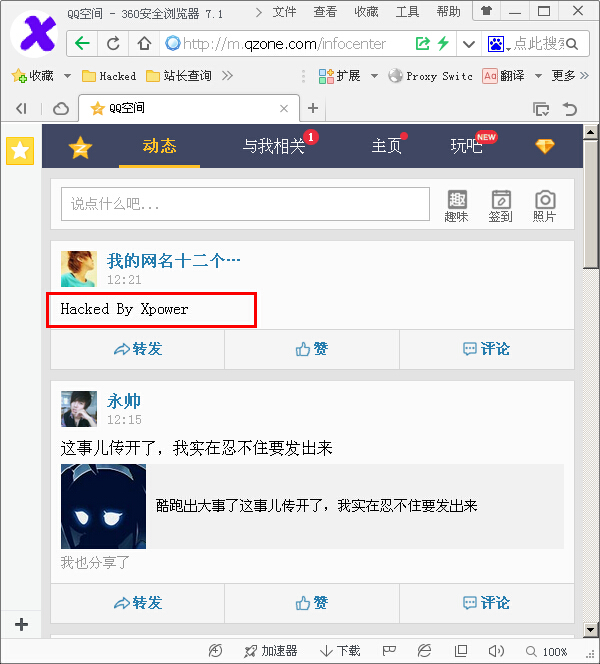 QQ空间 - 360安全浏览器 7.1 文件 查看 收藏 工具 帮助
http://m.qzone.com/infocenter 点此搜索
收藏 Hacked 站长查询 扩展 Proxy Switc Aa 翻译 更多
QQ空间
动态 与我相关 1 主页 玩吧 NEW
说点什么吧... 趣 趣味 签到 照片
我的网名十二个…
12:21
Hacked By Xpower
转发 赞 评论
永帅
12:15
这事儿传开了，我实在忍不住要发出来
酷跑出大事了这事儿传开了，我实在忍不住要发出来
我也分享了
转发 赞 评论
加速器 下载 100%